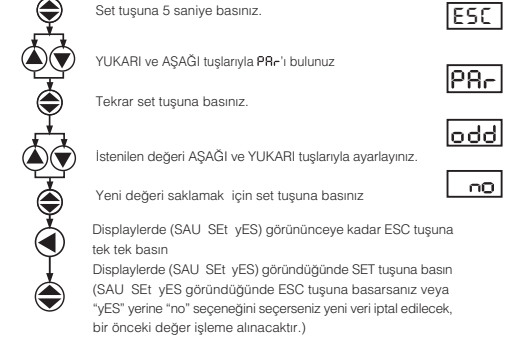 Set tuşuna 5 saniye basınız.
ESC
YUKARI ve AŞAĞI tuşlarıyla PAr'ı bulunuz
PAr
Tekrar set tuşuna basınız.
odd
İstenilen değeri AŞAĞI ve YUKARI tuşlarıyla ayarlayınız.
no
Yeni değeri saklamak için set tuşuna basınız
Displaylerde (SAU SEt yES) görününceye kadar ESC tuşuna
tek tek basın
Displaylerde (SAU SEt yES) göründüğünde SET tuşuna basın
(SAU SEt yES göründüğünde ESC tuşuna basarsanız veya
"yES" yerine "no" seçeneğini seçerseniz yeni veri iptal edilecek,
bir önceki değer işleme alınacaktır.)